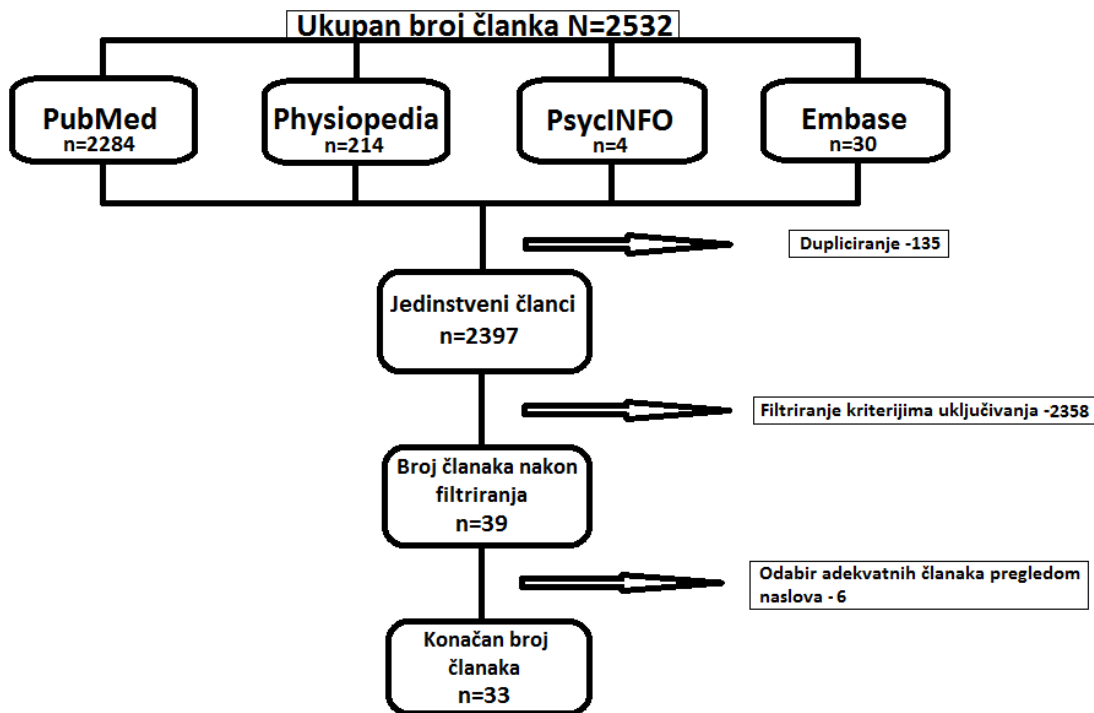 Ukupan broj članka N=2532
PubMed
n=2284
Physiopedia
n=214
PsycINFO
n=4
Embase
n=30
Dupliciranje -135
Jedinstveni članci
n=2397
Filtriranje kriterijima uključivanja -2358
Broj članaka nakon
filtriranja
n=39
Odabir adekvatnih članaka pregledom
naslova - 6
Konačan broj
članaka
n=33